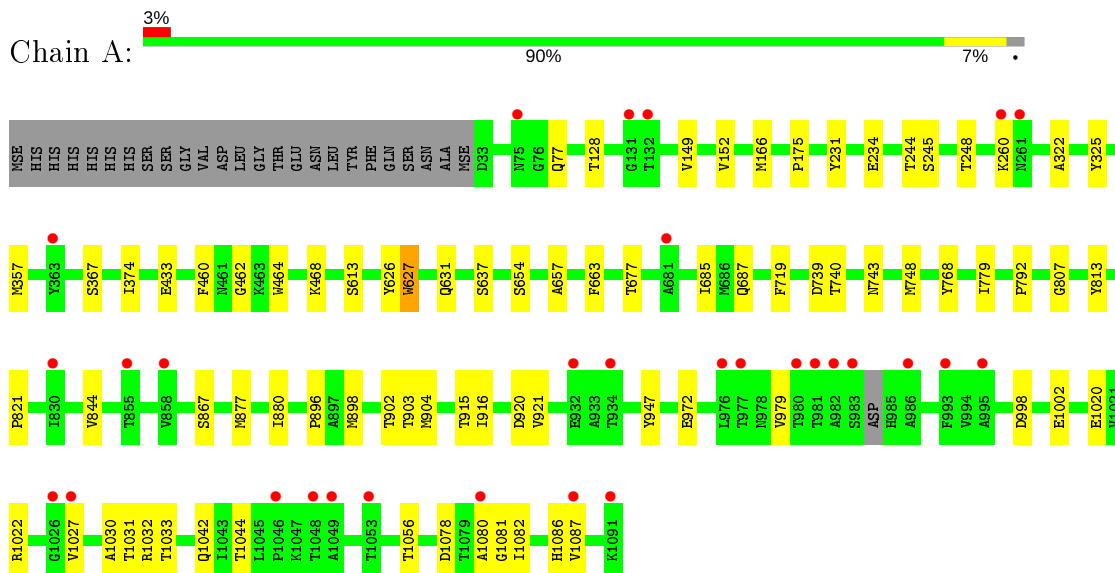 3%
Chain A:
90% 7% •
MSE HIS HIS HIS HIS HIS HIS SER SER GLY VAL ASP LEU GLY THR GLU ASN LEU TYR PHE GLN SER ASN ALA MSE D33 N75 G76 Q77 T128 G131 T132 V149 V152 M166 P175 Y231 E234 T244 S245 T248 K260 N261 A322 Y325
M357 Y363 S367 I374 E433 F460 N461 G462 K463 W464 K468 S613 Y626 W627 Q631 S637 S654 A657 F663 T677 A681 I685 M686 Q687 F719 D739 T740 N743 M748 Y768 I779 P792 G807 Y813
P821 I830 V844 T855 V858 S867 M877 I880 P896 A897 M898 T902 T903 M904 T915 I916 D920 V921 E932 A933 T934 Y947 E972 L976 T977 N978 V979 T980 T981 A982 S983 ASP H985 A986 F993 V994 A995 D998 E1002 E1020 V1021
R1022 G1026 V1027 A1030 T1031 R1032 T1033 Q1042 I1043 T1044 L1045 P1046 K1047 T1048 A1049 T1053 T1056 D1078 T1079 A1080 G1081 I1082 H1086 V1087 K1091